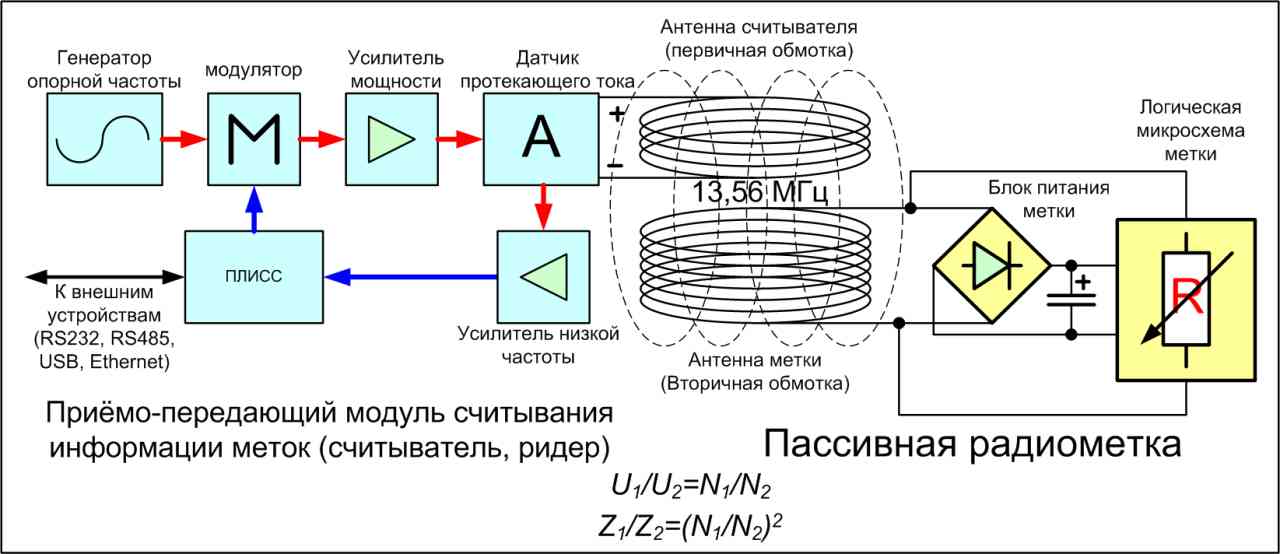 Генератор
опорной частоты
модулятор
Усилитель
мощности
Датчик
протекающего тока
Антенна считывателя
(первичная обмотка)
M
A
+
–
13,56 МГц
Логическая
микросхема
метки
Блок питания
метки
+
R
ПЛИСС
К внешним
устройствам
(RS232, RS485,
USB, Ethernet)
Усилитель низкой
частоты
Антенна метки
(Вторичная обмотка)
Приёмо-передающий модуль считывания
информации меток (считыватель, ридер)
Пассивная радиометка
U1/U2=N1/N2
Z1/Z2=(N1/N2)²